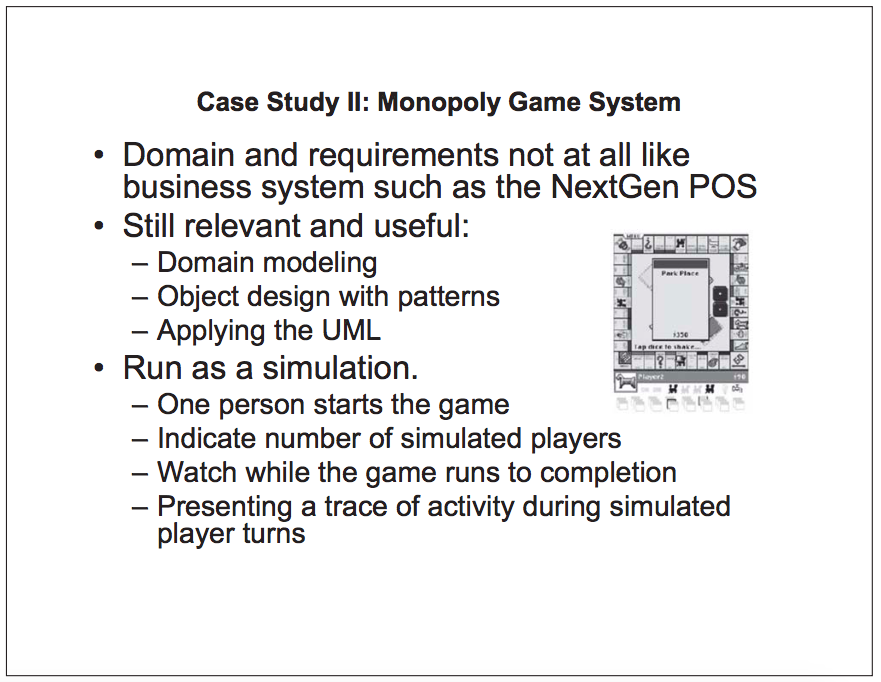 Case Study II: Monopoly Game System
• Domain and requirements not at all like
business system such as the NextGen POS
• Still relevant and useful:
– Domain modeling
– Object design with patterns
– Applying the UML
• Run as a simulation.
– One person starts the game
– Indicate number of simulated players
– Watch while the game runs to completion
– Presenting a trace of activity during simulated
player turns
Park Place
Tap dice to shake...